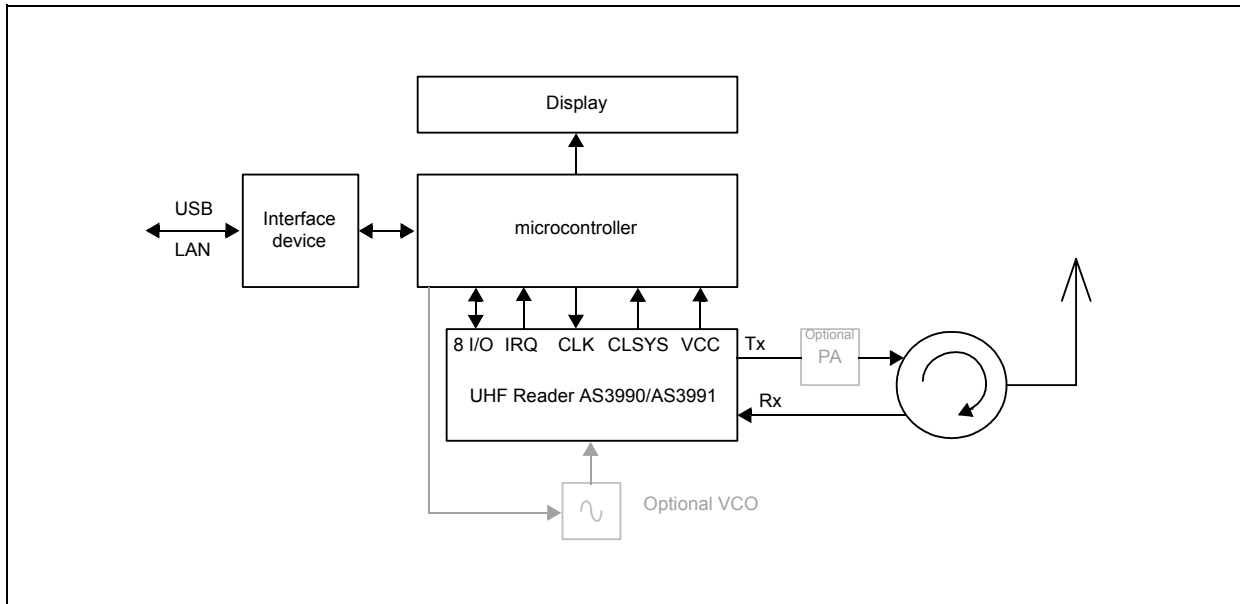 Display
USB
LAN
Interface
device
microcontroller
8 I/O IRQ CLK CLSYS VCC
UHF Reader AS3990/AS3991
Tx
Rx
Optional
PA
Optional VCO